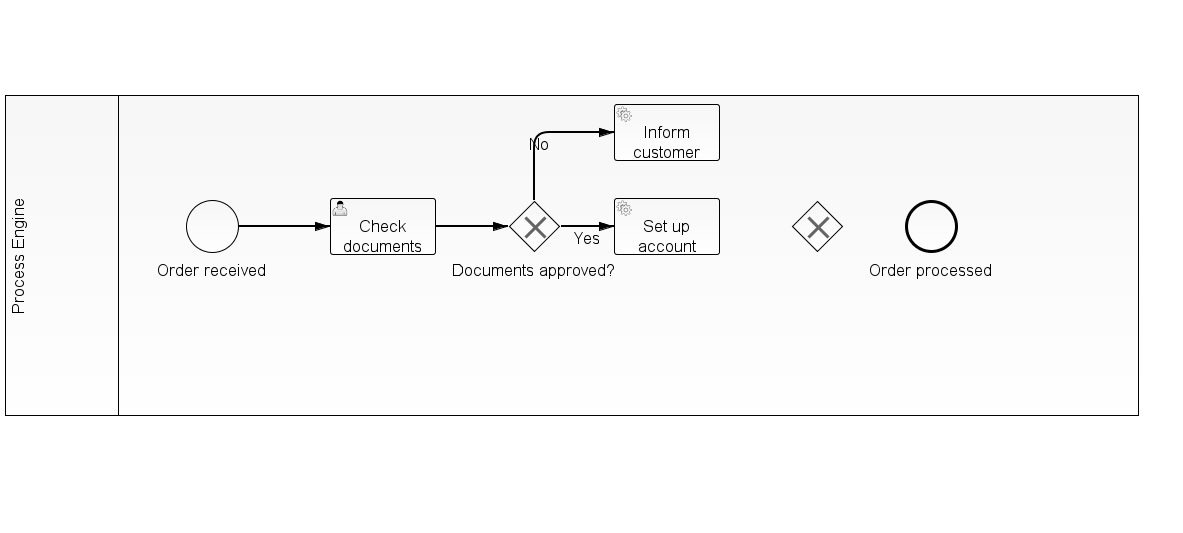 Process Engine
Order received
Check
documents
Documents approved?
No
Yes
Inform
customer
Set up
account
Order processed